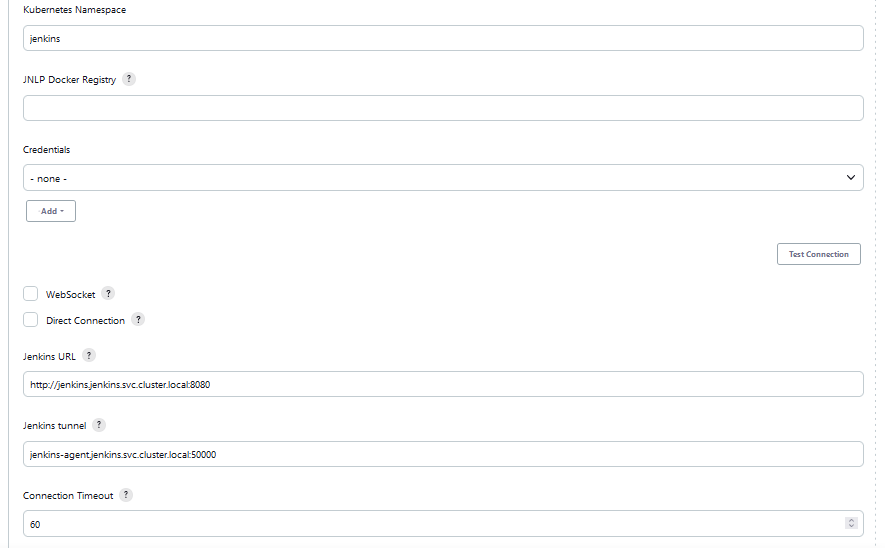 Kubernetes Namespace
jenkins
JNLP Docker Registry ?
Credentials
- none -
Add
Test Connection
WebSocket ?
Direct Connection ?
Jenkins URL ?
http://jenkins.jenkins.svc.cluster.local:8080
Jenkins tunnel ?
jenkins-agent.jenkins.svc.cluster.local:50000
Connection Timeout ?
60